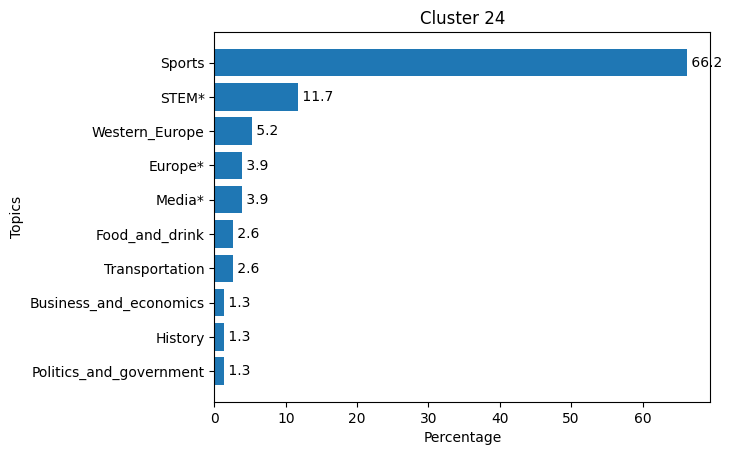 Cluster 24
Topics
Sports 66.2
STEM* 11.7
Western_Europe 5.2
Europe* 3.9
Media* 3.9
Food_and_drink 2.6
Transportation 2.6
Business_and_economics 1.3
History 1.3
Politics_and_government 1.3
0 10 20 30 40 50 60
Percentage